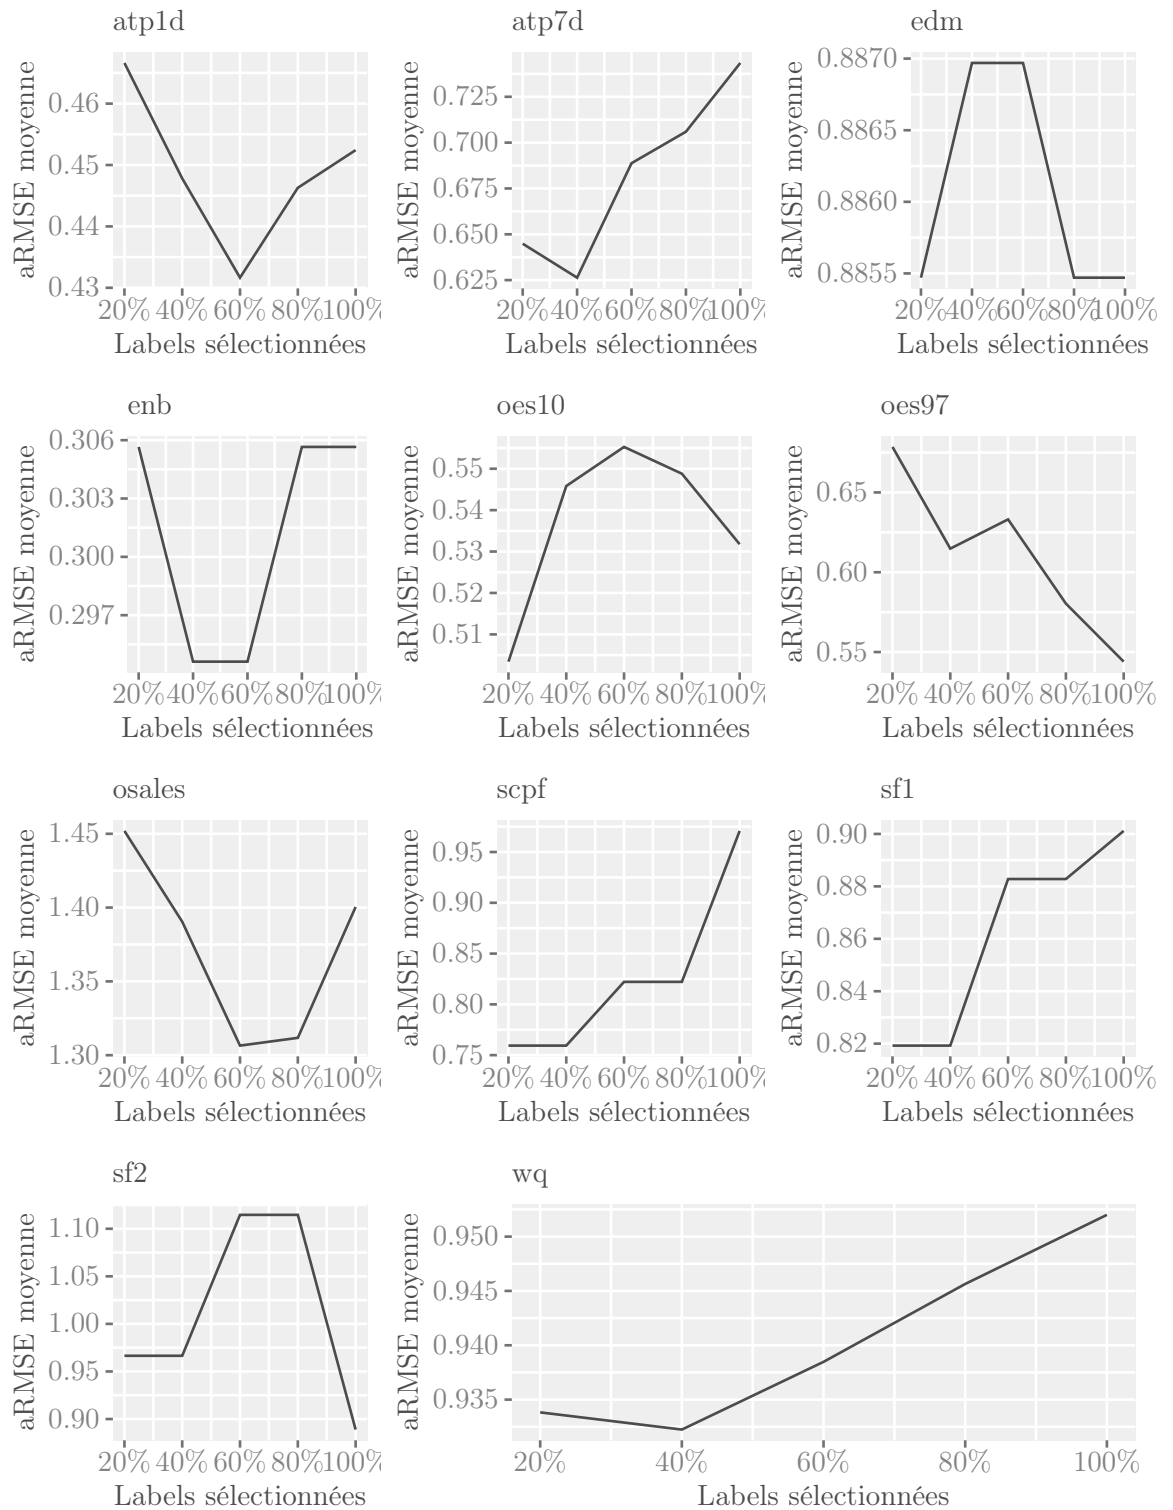 atp1d
aRMSE moyenne
0.46
0.45
0.44
0.43
20% 40% 60% 80% 100%
Labels sélectionnées
atp7d
aRMSE moyenne
0.725
0.700
0.675
0.650
0.625
20% 40% 60% 80% 100%
Labels sélectionnées
edm
aRMSE moyenne
0.8870
0.8865
0.8860
0.8855
20% 40% 60% 80% 100%
Labels sélectionnées
enb
aRMSE moyenne
0.306
0.303
0.300
0.297
20% 40% 60% 80% 100%
Labels sélectionnées
oes10
aRMSE moyenne
0.55
0.54
0.53
0.52
0.51
20% 40% 60% 80% 100%
Labels sélectionnées
oes97
aRMSE moyenne
0.65
0.60
0.55
20% 40% 60% 80% 100%
Labels sélectionnées
osales
aRMSE moyenne
1.45
1.40
1.35
1.30
20% 40% 60% 80% 100%
Labels sélectionnées
scpf
aRMSE moyenne
0.95
0.90
0.85
0.80
0.75
20% 40% 60% 80% 100%
Labels sélectionnées
sf1
aRMSE moyenne
0.90
0.88
0.86
0.84
0.82
20% 40% 60% 80% 100%
Labels sélectionnées
sf2
aRMSE moyenne
1.10
1.05
1.00
0.95
0.90
20% 40% 60% 80% 100%
Labels sélectionnées
wq
aRMSE moyenne
0.950
0.945
0.940
0.935
20% 40% 60% 80% 100%
Labels sélectionnées